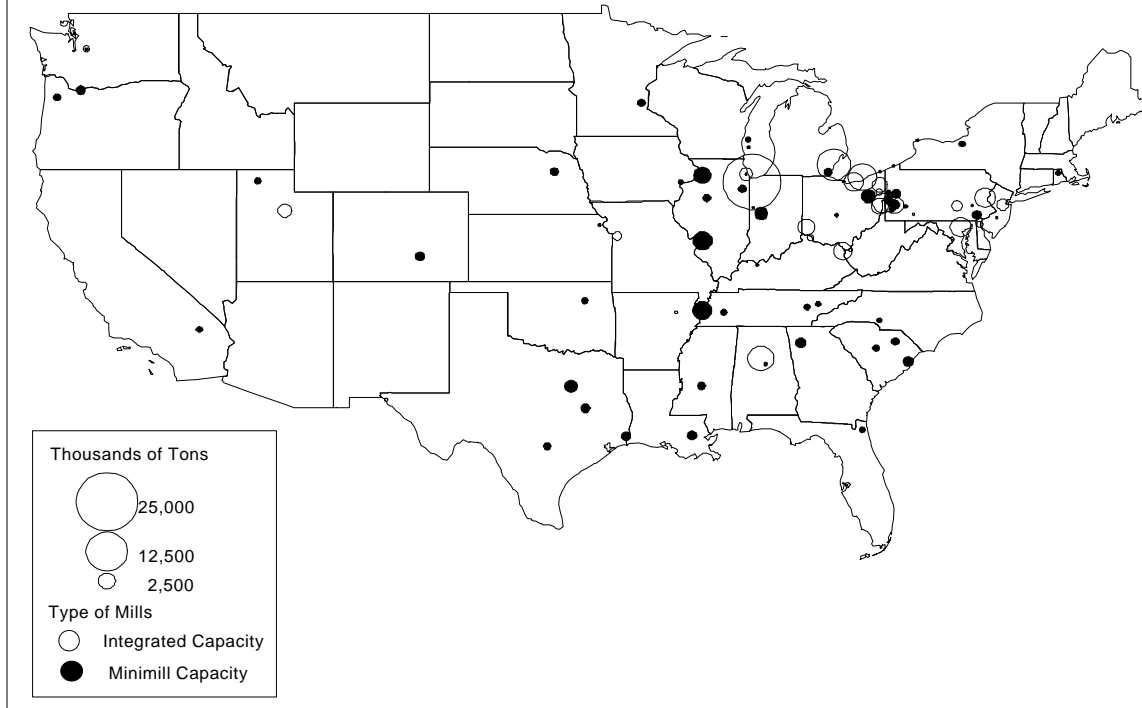 Thousands of Tons
25,000
12,500
2,500
Type of Mills
Integrated Capacity
Minimill Capacity